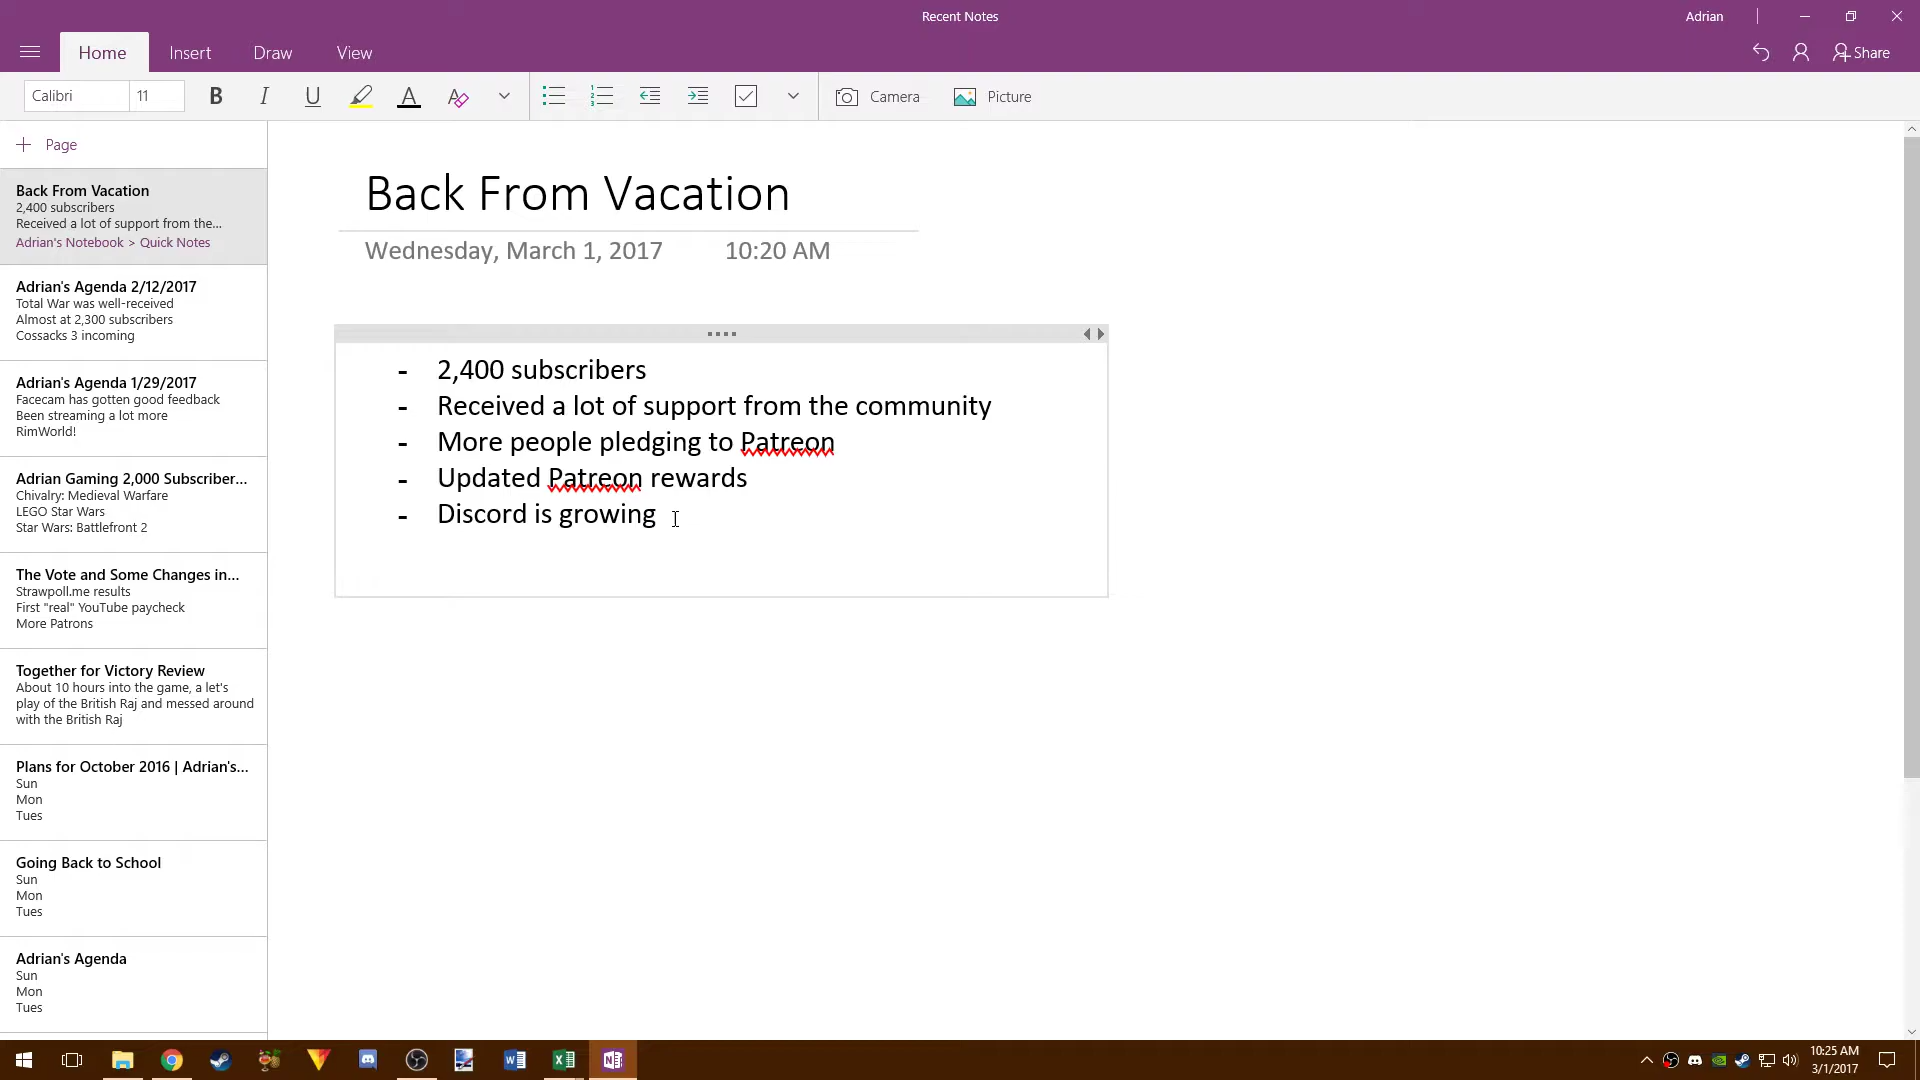 Recent Notes
Adrian
Home Insert Draw View
Share
Calibri 11 B I U A Camera Picture
Page
Back From Vacation
2,400 subscribers
Received a lot of support from the...
Adrian's Notebook > Quick Notes
Adrian's Agenda 2/12/2017
Total War was well-received
Almost at 2,300 subscribers
Cossacks 3 incoming
Adrian's Agenda 1/29/2017
Facecam has gotten good feedback
Been streaming a lot more
RimWorld!
Adrian Gaming 2,000 Subscriber...
Chivalry: Medieval Warfare
LEGO Star Wars
Star Wars: Battlefront 2
The Vote and Some Changes in...
Strawpoll.me results
First "real" YouTube paycheck
More Patrons
Together for Victory Review
About 10 hours into the game, a let's
play of the British Raj and messed around
with the British Raj
Plans for October 2016 | Adrian's...
Sun
Mon
Tues
Going Back to School
Sun
Mon
Tues
Adrian's Agenda
Sun
Mon
Tues
Back From Vacation
Wednesday, March 1, 2017 10:20 AM
- 2,400 subscribers
- Received a lot of support from the community
- More people pledging to Patreon
- Updated Patreon rewards
- Discord is growing
10:25 AM
3/1/2017